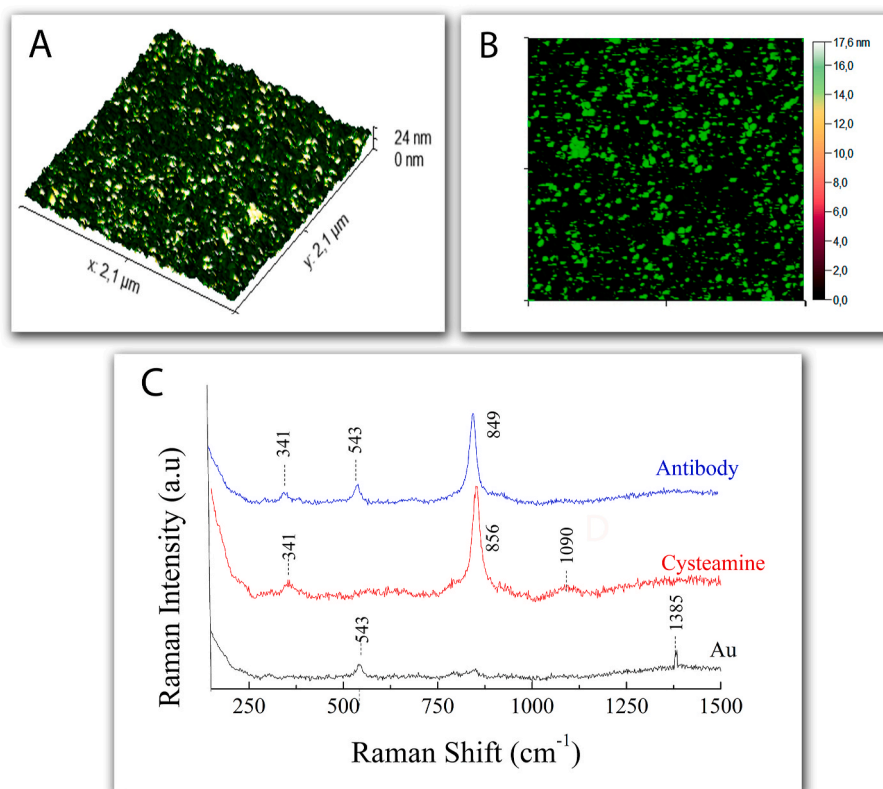 A
24 nm
0 nm
x: 2,1 µm
y: 2,1 µm
B
17,6 nm
16,0
14,0
12,0
10,0
8,0
6,0
4,0
2,0
0,0
C
Raman Intensity (a.u)
341
543
849
Antibody
341
856
1090
D
Cysteamine
543
1385
Au
250
500
750
1000
1250
1500
Raman Shift (cm⁻¹)